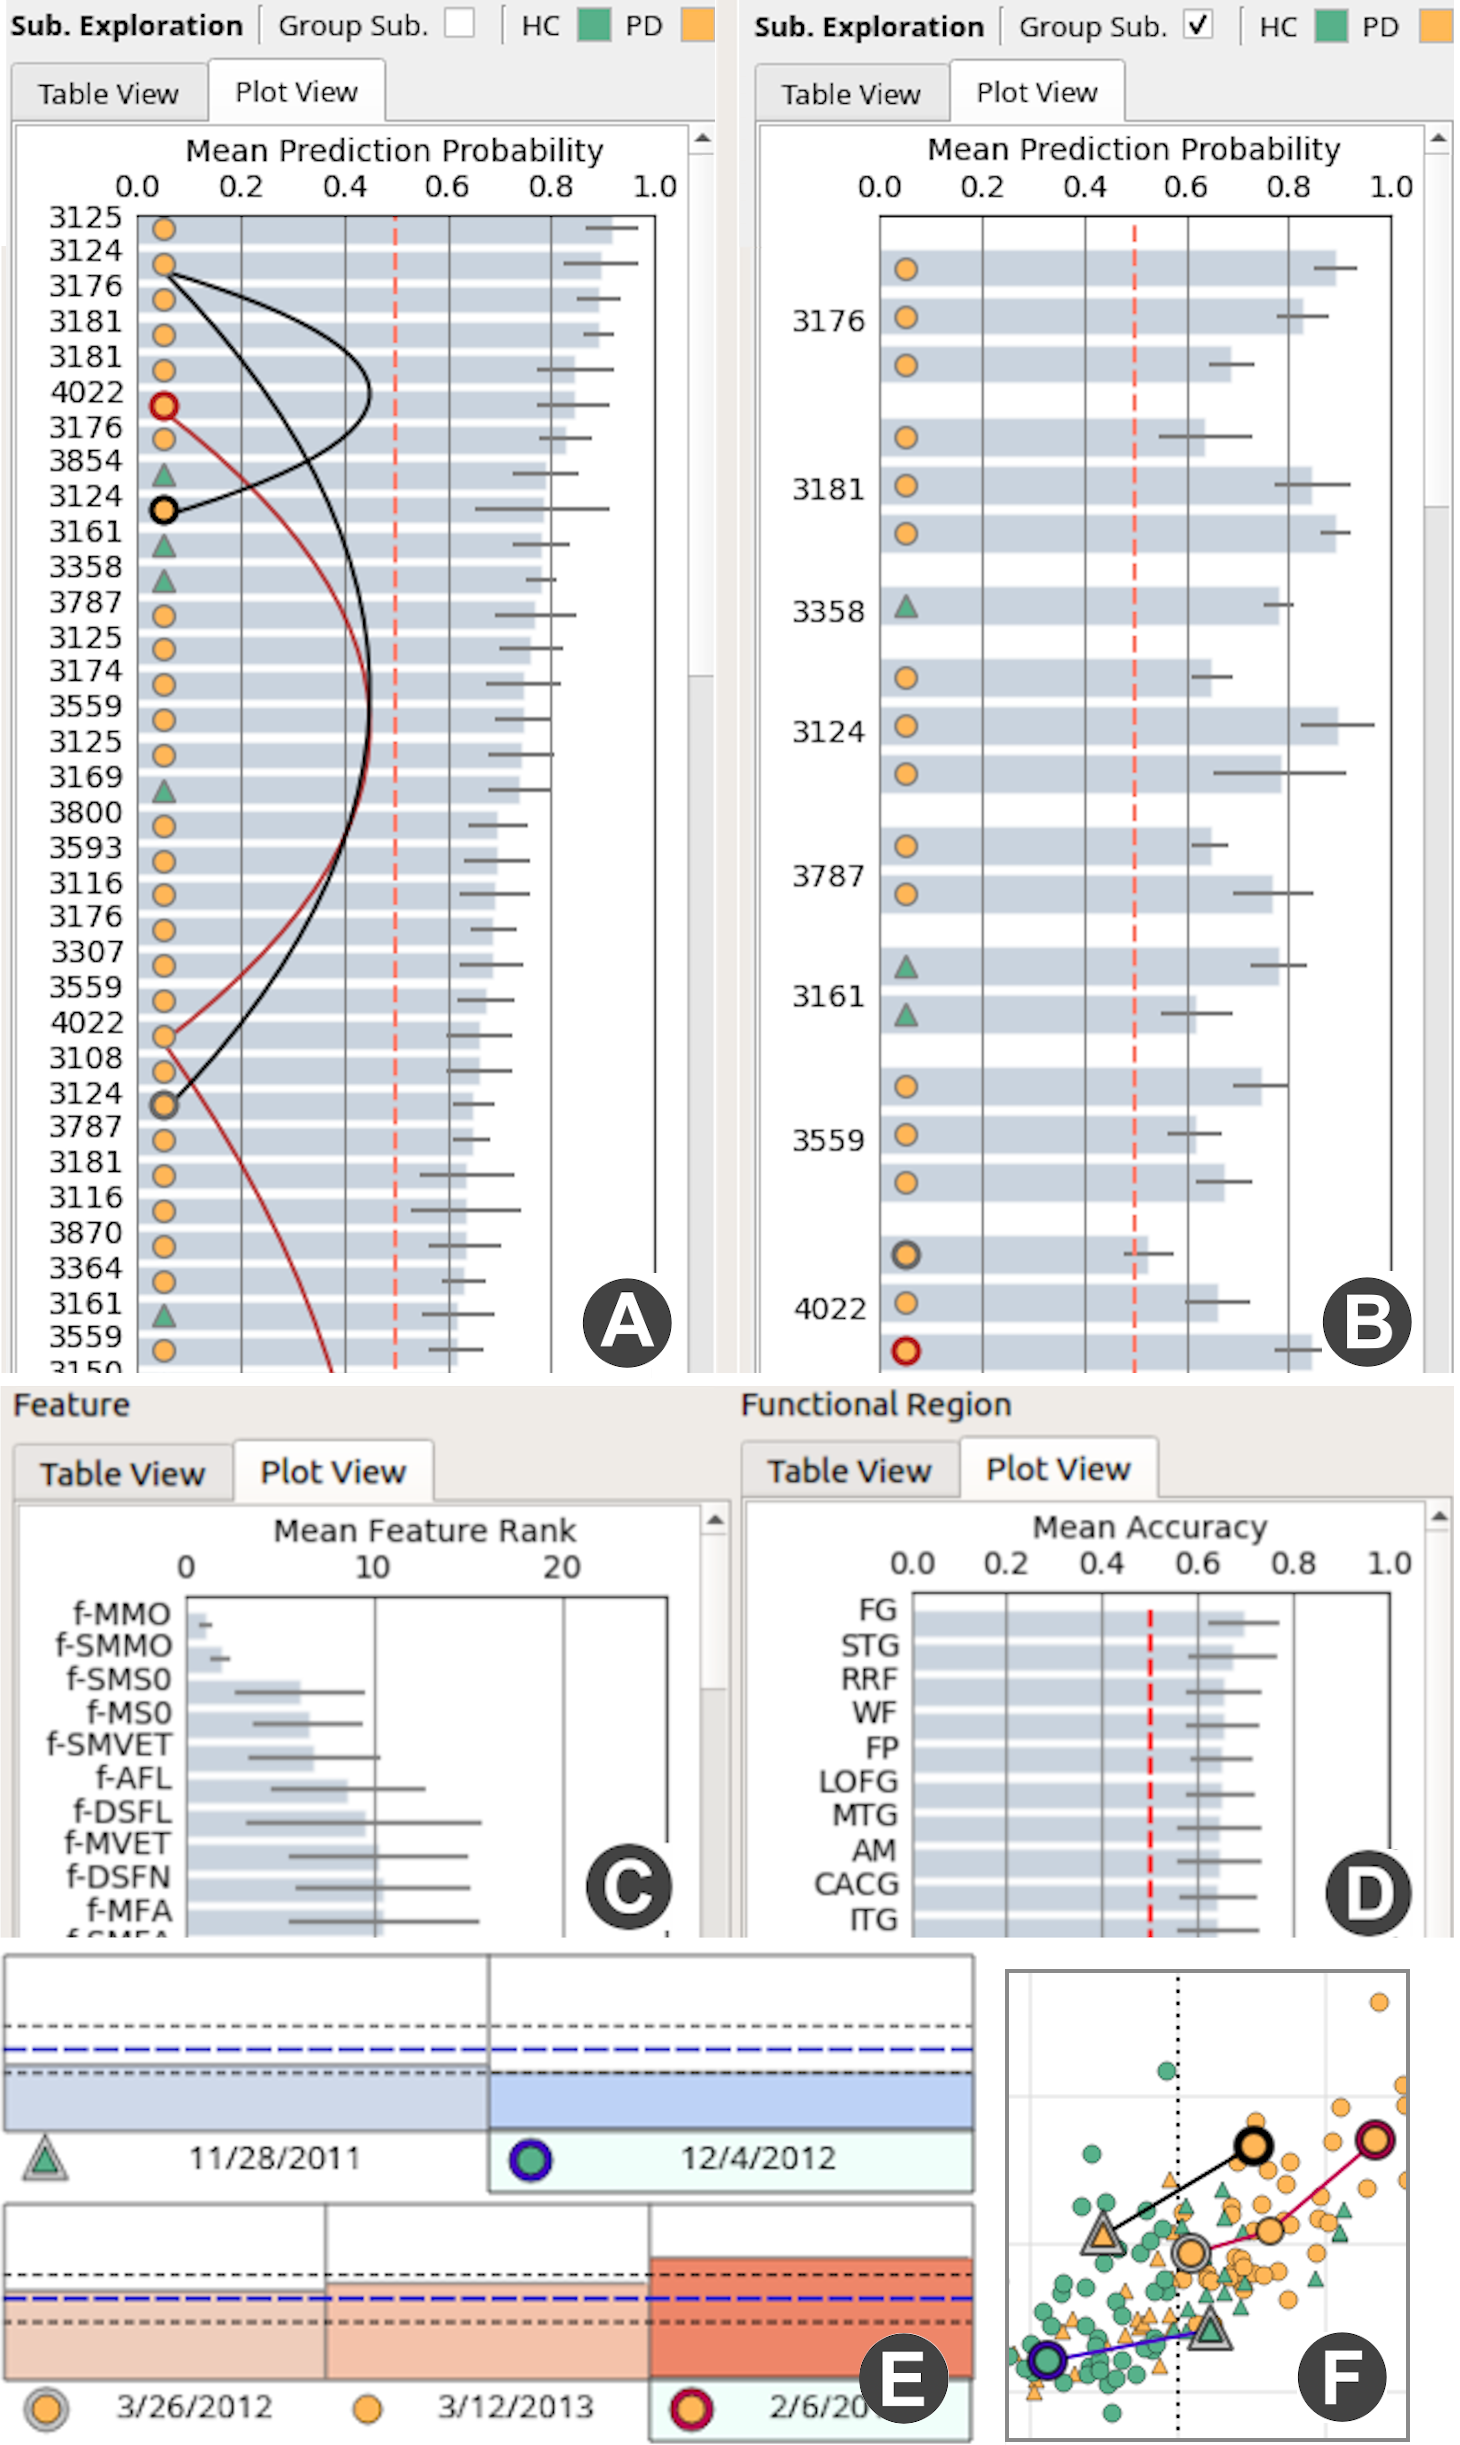 Sub. Exploration Group Sub. HC PD
Table View Plot View
Mean Prediction Probability
0.0 0.2 0.4 0.6 0.8 1.0
3125
3124
3176
3181
3181
4022
3176
3854
3124
3161
3358
3787
3125
3174
3559
3125
3169
3800
3593
3116
3176
3307
3559
4022
3108
3124
3787
3181
3116
3870
3364
3161
3559
3150
A
Sub. Exploration Group Sub. HC PD
Table View Plot View
Mean Prediction Probability
0.0 0.2 0.4 0.6 0.8 1.0
3176
3181
3358
3124
3787
3161
3559
4022
B
Feature
Table View Plot View
Mean Feature Rank
0 10 20
f-MMO
f-SMMO
f-SMS0
f-MS0
f-SMVET
f-AFL
f-DSFL
f-MVET
f-DSFN
f-MFA
C
Functional Region
Table View Plot View
Mean Accuracy
0.0 0.2 0.4 0.6 0.8 1.0
FG
STG
RRF
WF
FP
LOFG
MTG
AM
CACG
ITG
D
11/28/2011 12/4/2012
3/26/2012 3/12/2013 2/6/20
E
F